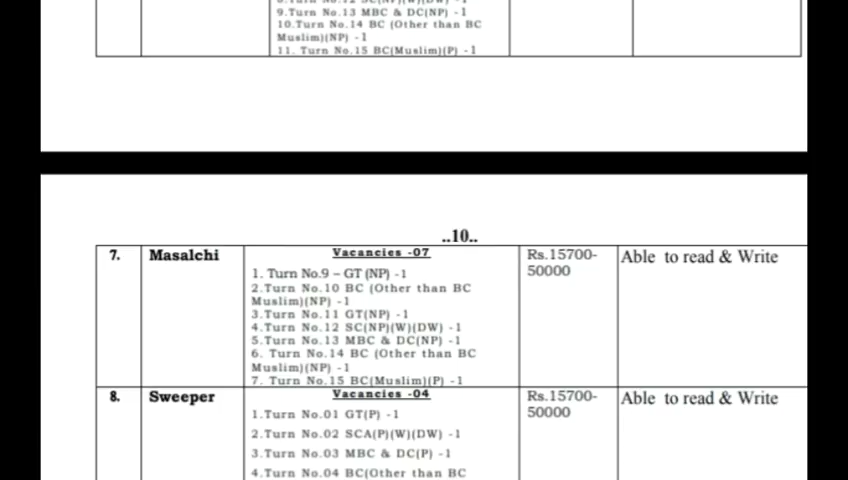 9.Turn No.13 MBC & DC(NP) -1
10.Turn No.14 BC (Other than BC
Muslim)(NP) -1
11. Turn No.15 BC(Muslim)(P) -1
..10..
7.
Masalchi
Vacancies -07
1. Turn No.9 – GT (NP) -1
2.Turn No.10 BC (Other than BC
Muslim)(NP) -1
3.Turn No.11 GT(NP) -1
4.Turn No.12 SC(NP)(W)(DW) -1
5.Turn No.13 MBC & DC(NP) -1
6. Turn No.14 BC (Other than BC
Muslim)(NP) -1
7. Turn No.15 BC(Muslim)(P) -1
Rs.15700-
50000
Able to read & Write
8.
Sweeper
Vacancies -04
1.Turn No.01 GT(P) -1
2.Turn No.02 SCA(P)(W)(DW) -1
3.Turn No.03 MBC & DC(P) -1
4.Turn No.04 BC(Other than BC
Rs.15700-
50000
Able to read & Write